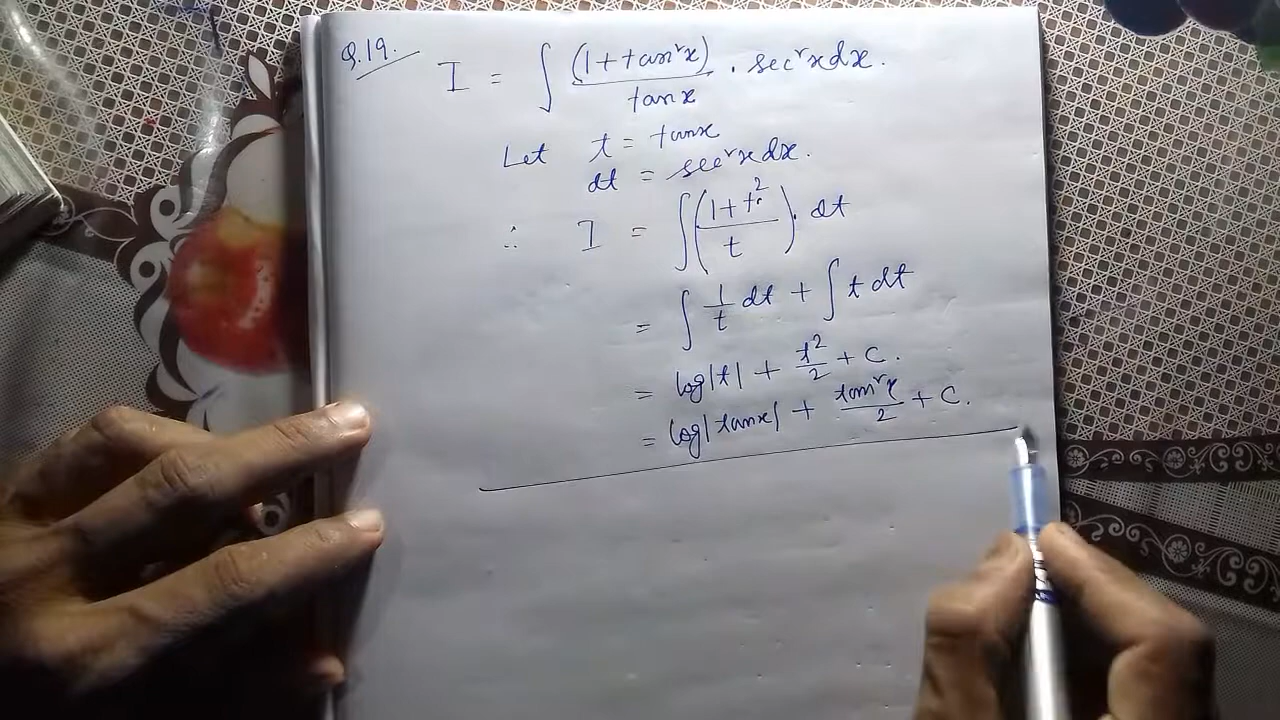 Q.19.
I = ∫ (1+tan²x)/tanx . sec²x dx.
Let t = tanx
dt = sec²x dx.
∴ I = ∫ ((1+t²)/t). dt
= ∫ 1/t dt + ∫ t dt
= log|t| + t²/2 + C.
= log|tanx| + tan²x/2 + C.